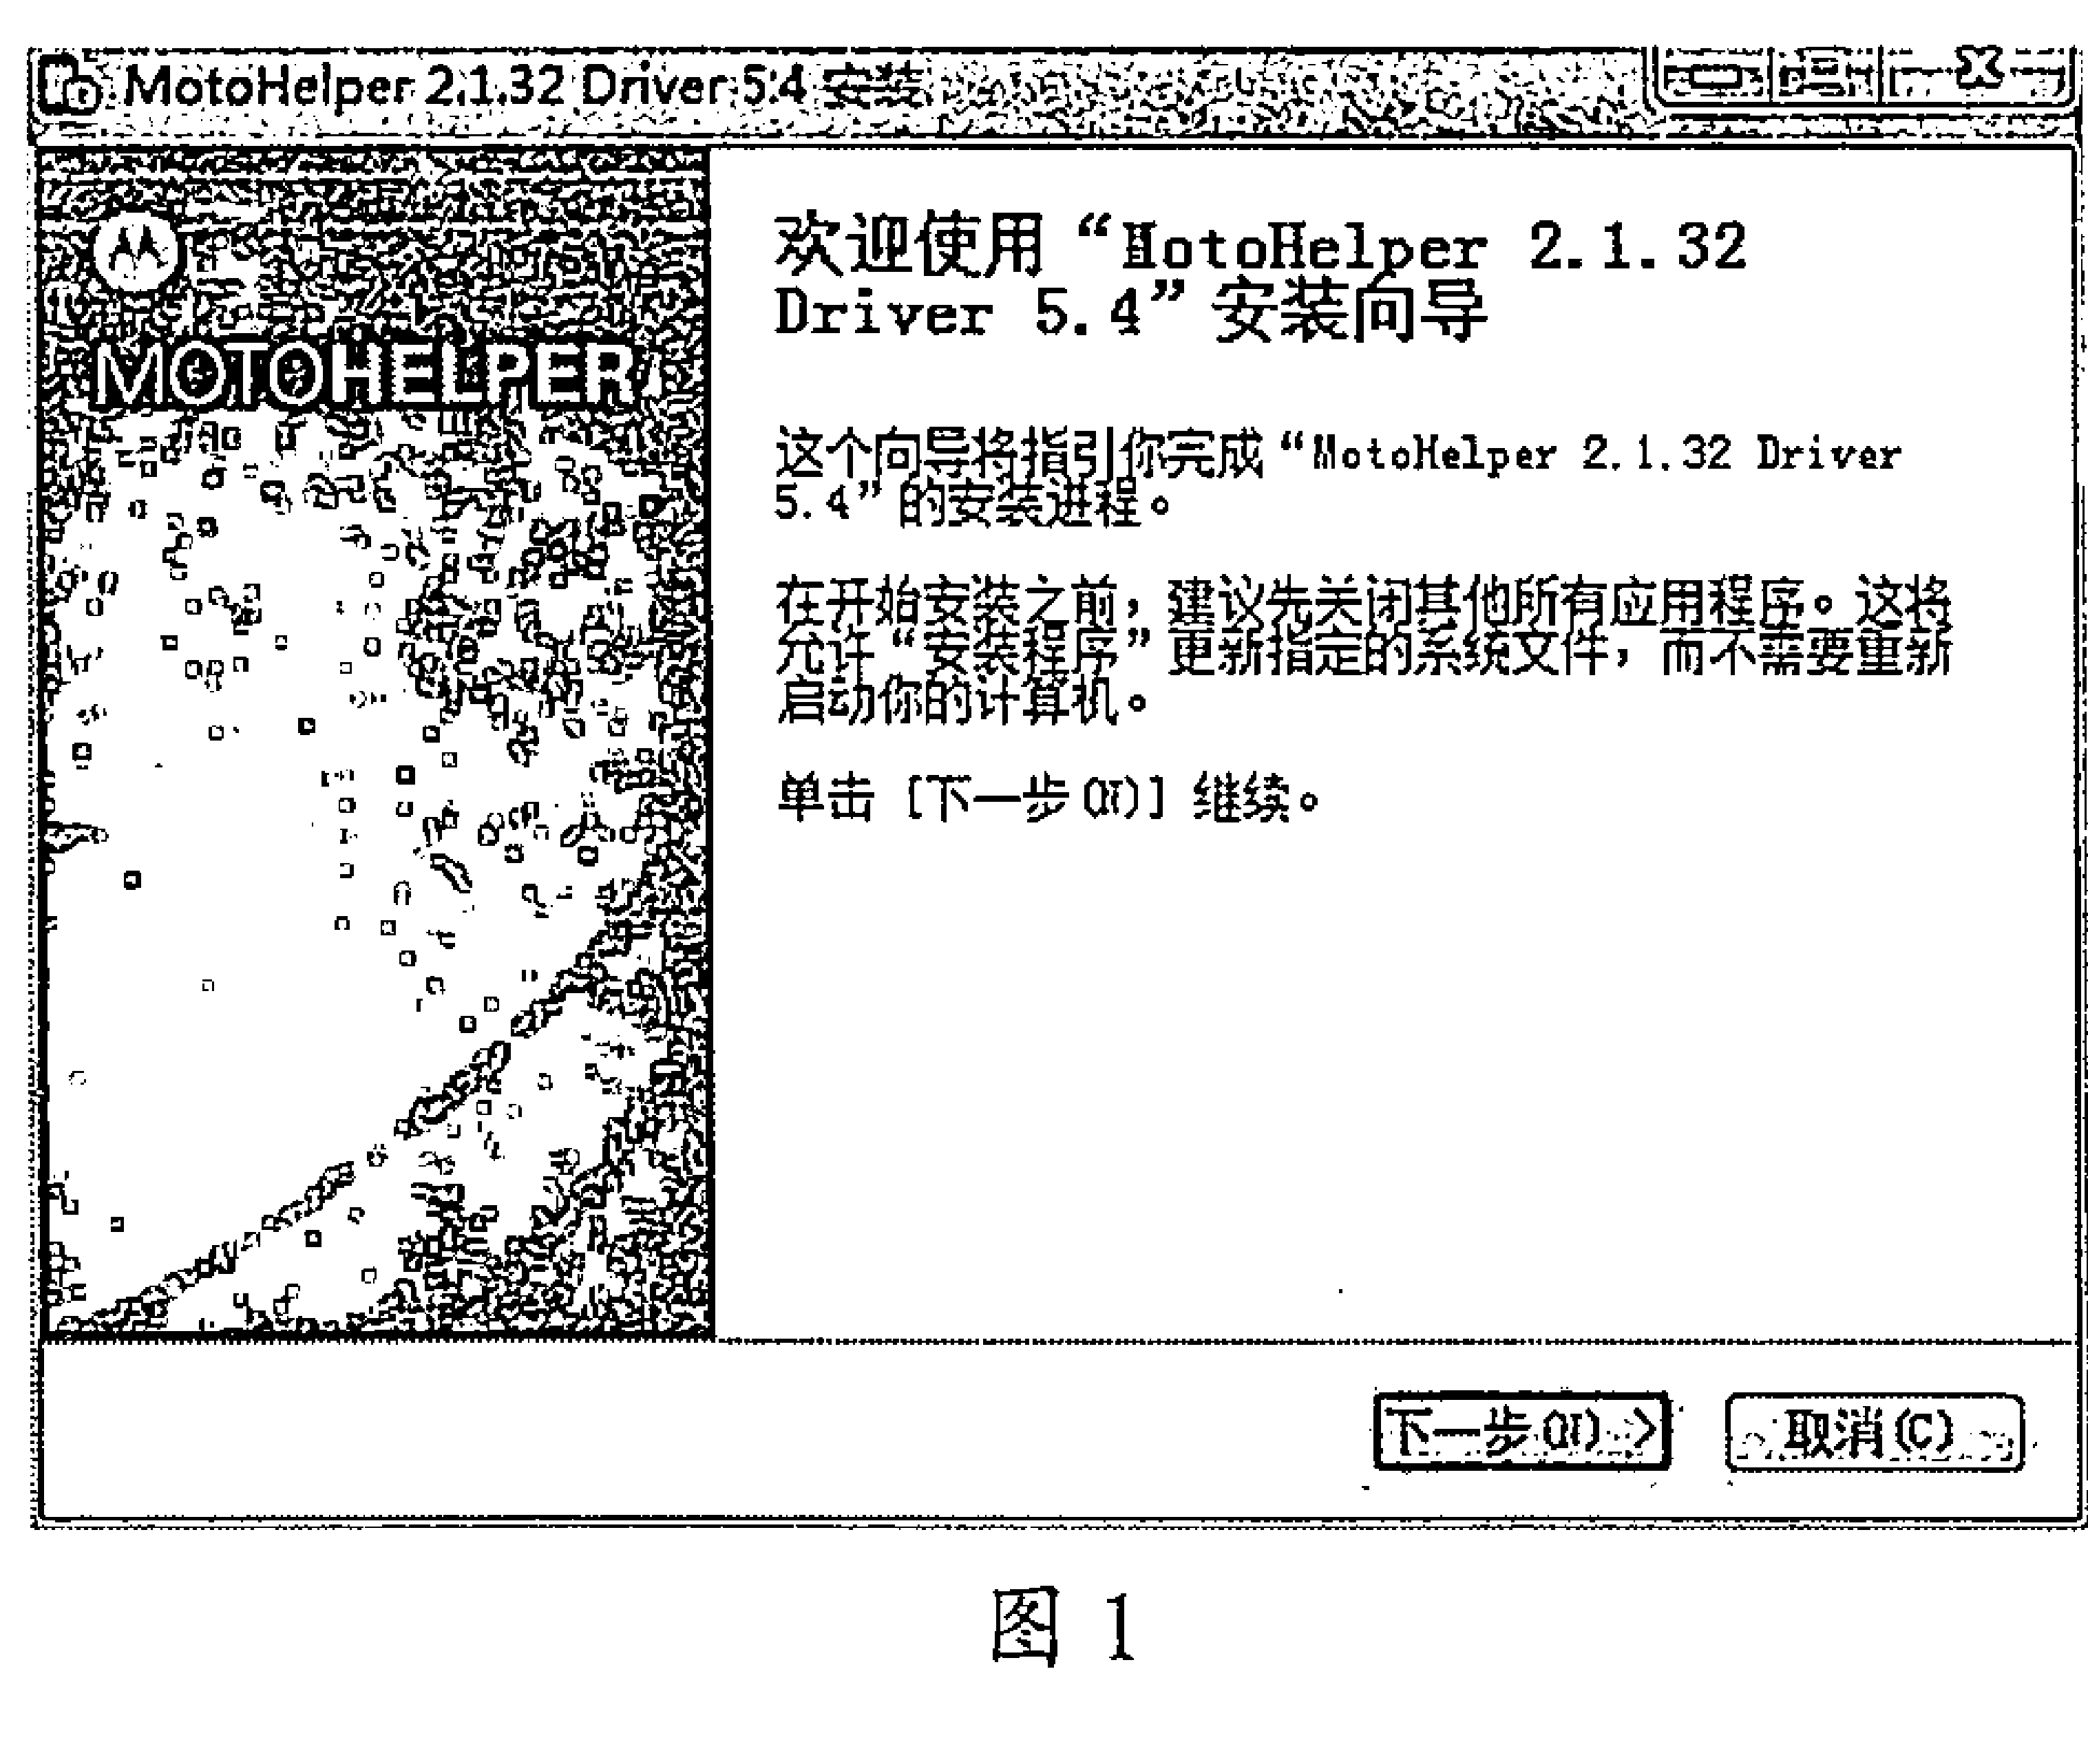 MotoHelper 2.1.32 Driver 5.4 安装
MOTOHELPER
欢迎使用“MotoHelper 2.1.32
Driver 5.4”安装向导
这个向导将指引你完成“MotoHelper 2.1.32 Driver
5.4”的安装进程。
在开始安装之前，建议先关闭其他所有应用程序。这将
允许“安装程序”更新指定的系统文件，而不需要重新
启动你的计算机。
单击 [下一步(N)] 继续。
下一步(N) >
取消(C)
图 1